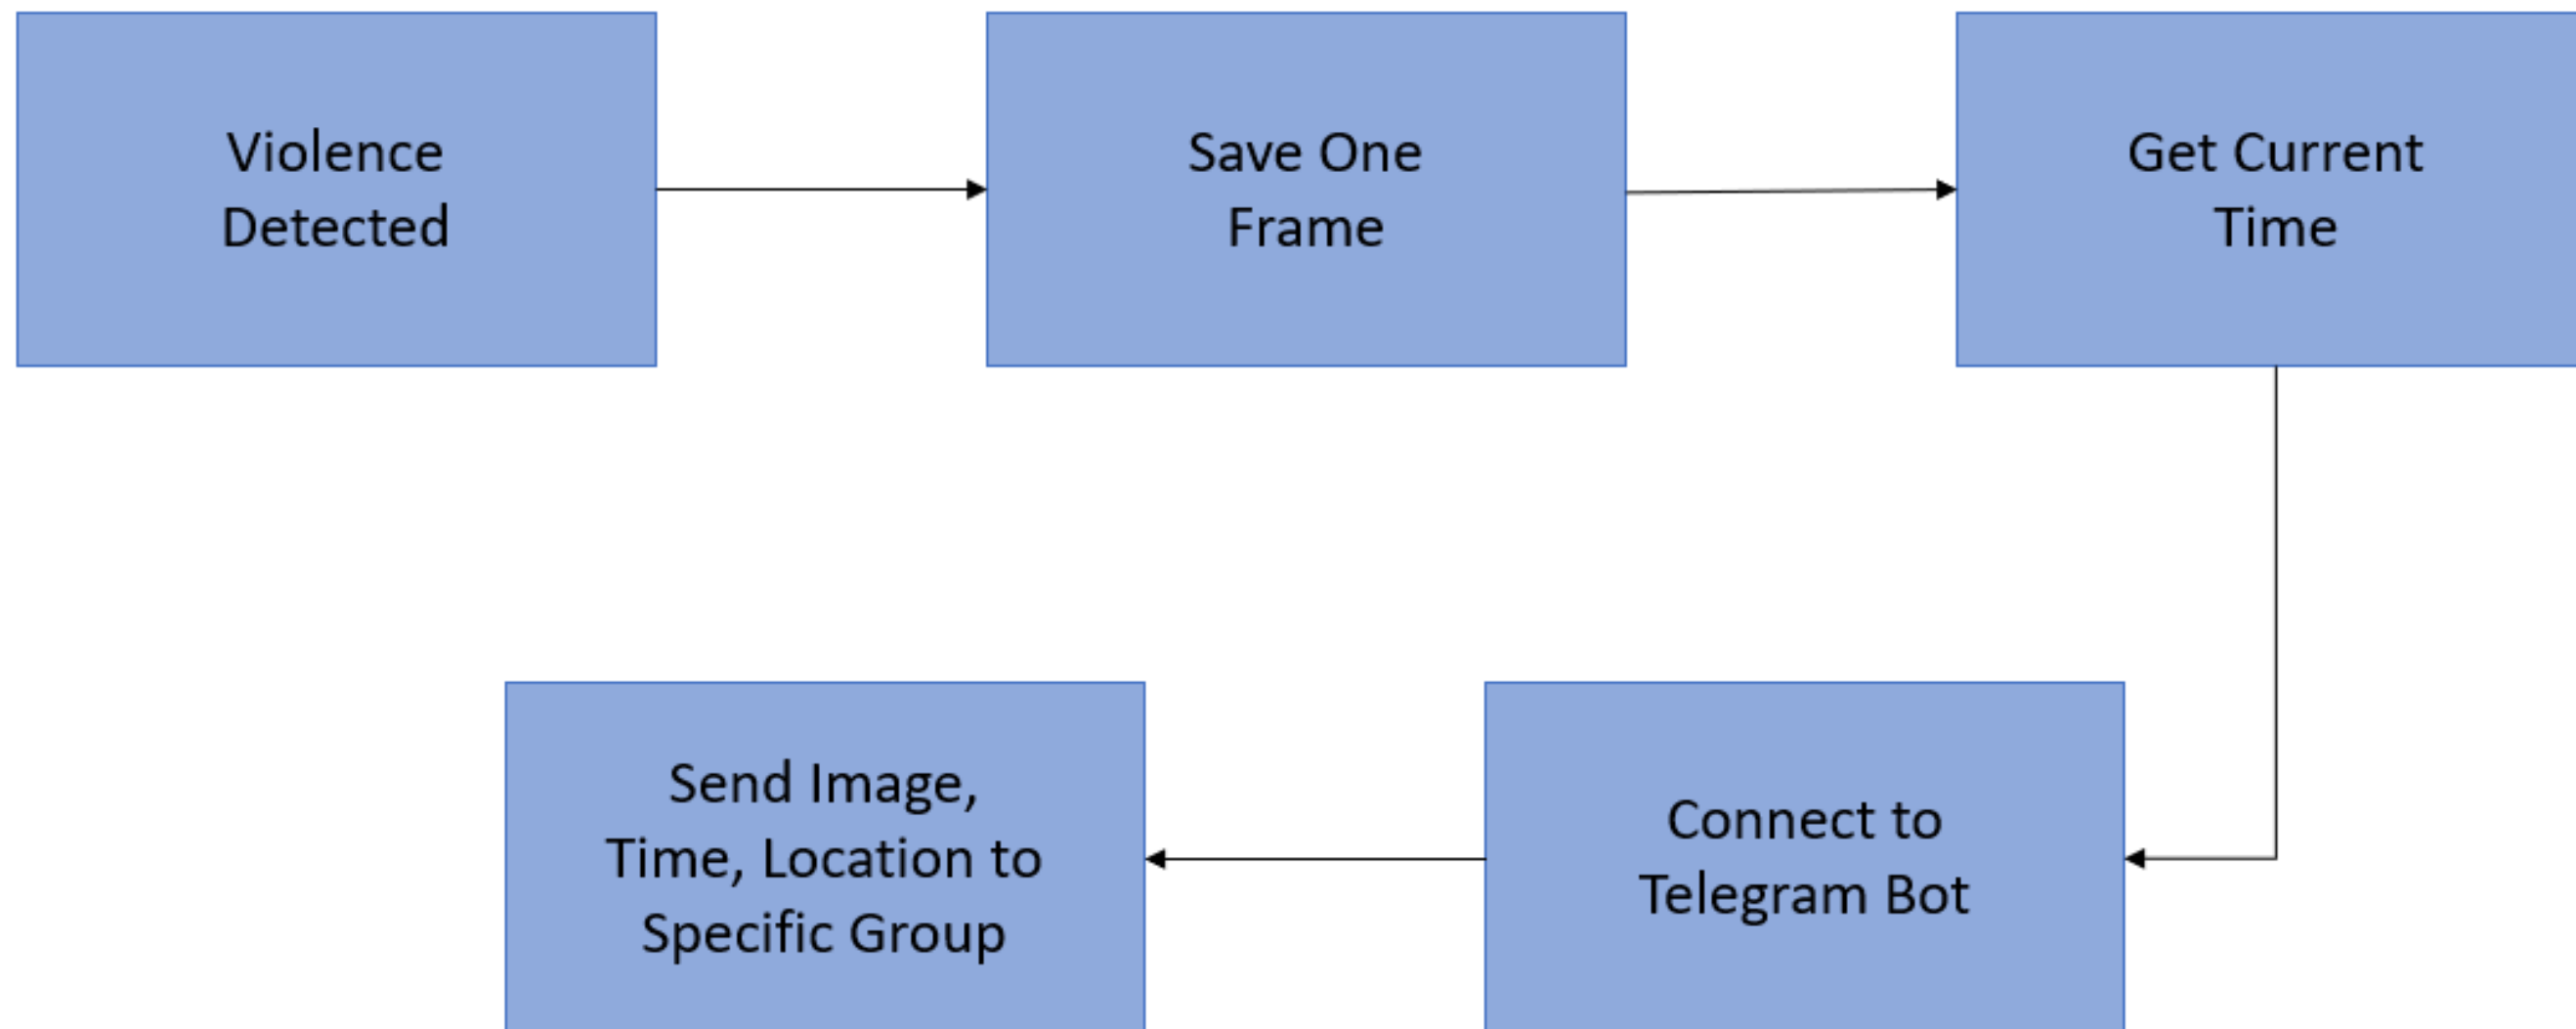 Violence
Detected
Save One
Frame
Get Current
Time
Connect to
Telegram Bot
Send Image,
Time, Location to
Specific Group